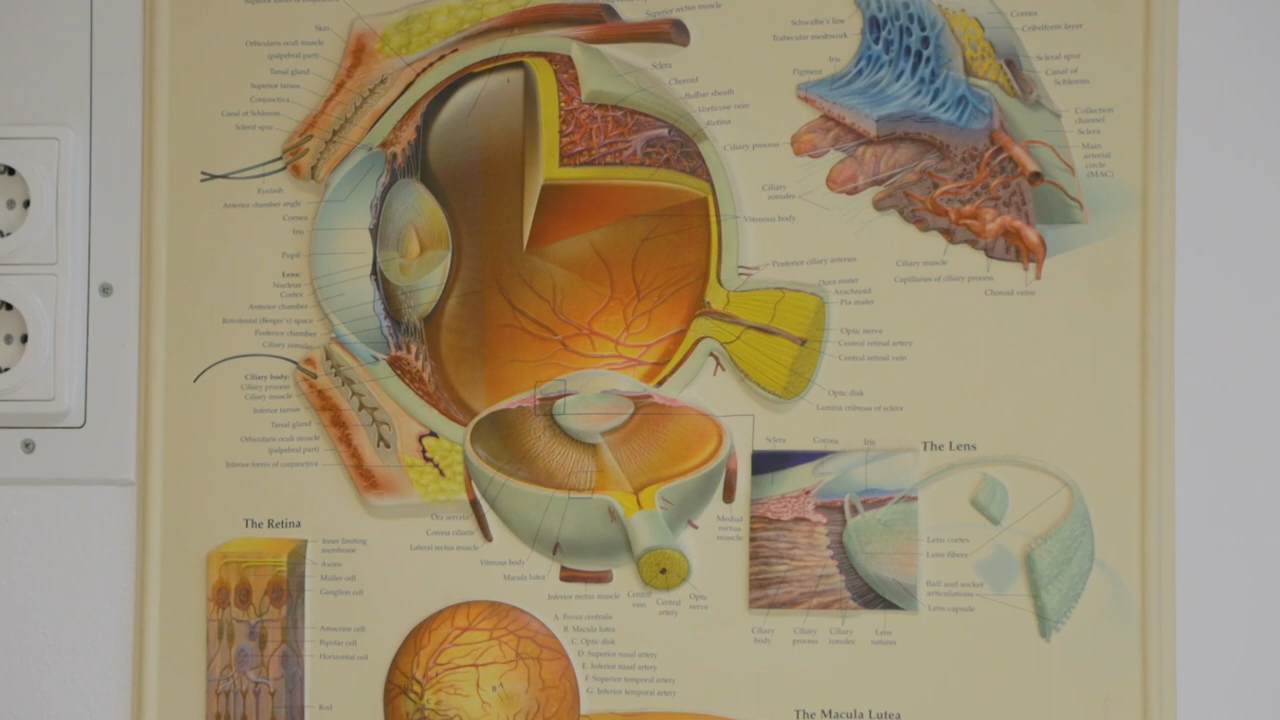 Superior rectus muscle
Skin
Orbicularis oculi muscle
(palpebral part)
Tarsal gland
Superior tarsus
Conjunctiva
Canal of Schlemm
Scleral spur
Eyelash
Anterior chamber angle
Cornea
Iris
Pupil
Lens:
Nucleus
Cortex
Anterior chamber
Retrolental (Berger's) space
Posterior chamber
Ciliary zonules
Ciliary body:
Ciliary process
Ciliary muscle
Inferior tarsus
Tarsal gland
Orbicularis oculi muscle
(palpebral part)
Inferior fornix of conjunctiva
Sclera
Choroid
Bulbar sheath
Vorticose vein
Retina
Vitreous body
Posterior ciliary arteries
Dura mater
Arachnoid
Pia mater
Optic nerve
Central retinal artery
Central retinal vein
Optic disk
Lamina cribrosa of sclera
Schwalbe's line
Trabecular meshwork
Iris
Pigment
Ciliary process
Ciliary
zonules
Cornea
Cribriform layer
Scleral spur
Canal of
Schlemm
Collection
channel
Sclera
Main
arterial
circle
(MAC)
Ciliary muscle
Capillaries of ciliary process
Choroid veins
Ora serrata
Corona ciliaris
Lateral rectus muscle
Vitreous body
Macula lutea
Inferior rectus muscle
Central
vein
Central
artery
Optic
nerve
Medial
rectus
muscle
Sclera
Cornea
Iris
The Lens
Lens cortex
Lens fibers
Ball and socket
articulations
Lens capsule
Ciliary
body
Ciliary
process
Ciliary
zonules
Lens
sutures
The Retina
Inner limiting
membrane
Axons
Müller cell
Ganglion cell
Amacrine cell
Bipolar cell
Horizontal cell
Rod
A. Fovea centralis
B. Macula lutea
C. Optic disk
D. Superior nasal artery
E. Inferior nasal artery
F. Superior temporal artery
G. Inferior temporal artery
B A
The Macula Lutea